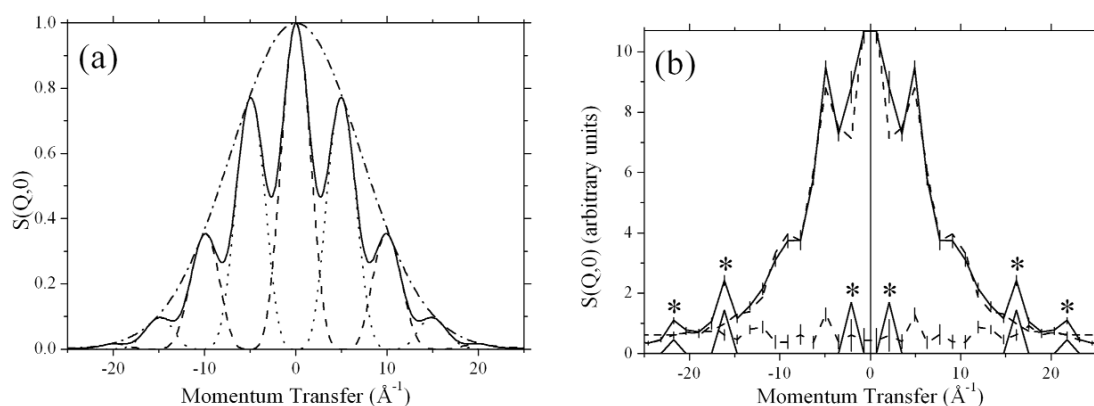 (a)
1.0
0.8
0.6
0.4
0.2
0.0
S(Q,0)
-20 -10 0 10 20
Momentum Transfer (Å⁻¹)
(b)
10
8
6
4
2
0
S(Q,0) (arbitrary units)
* * * * * *
-20 -10 0 10 20
Momentum Transfer (Å⁻¹)